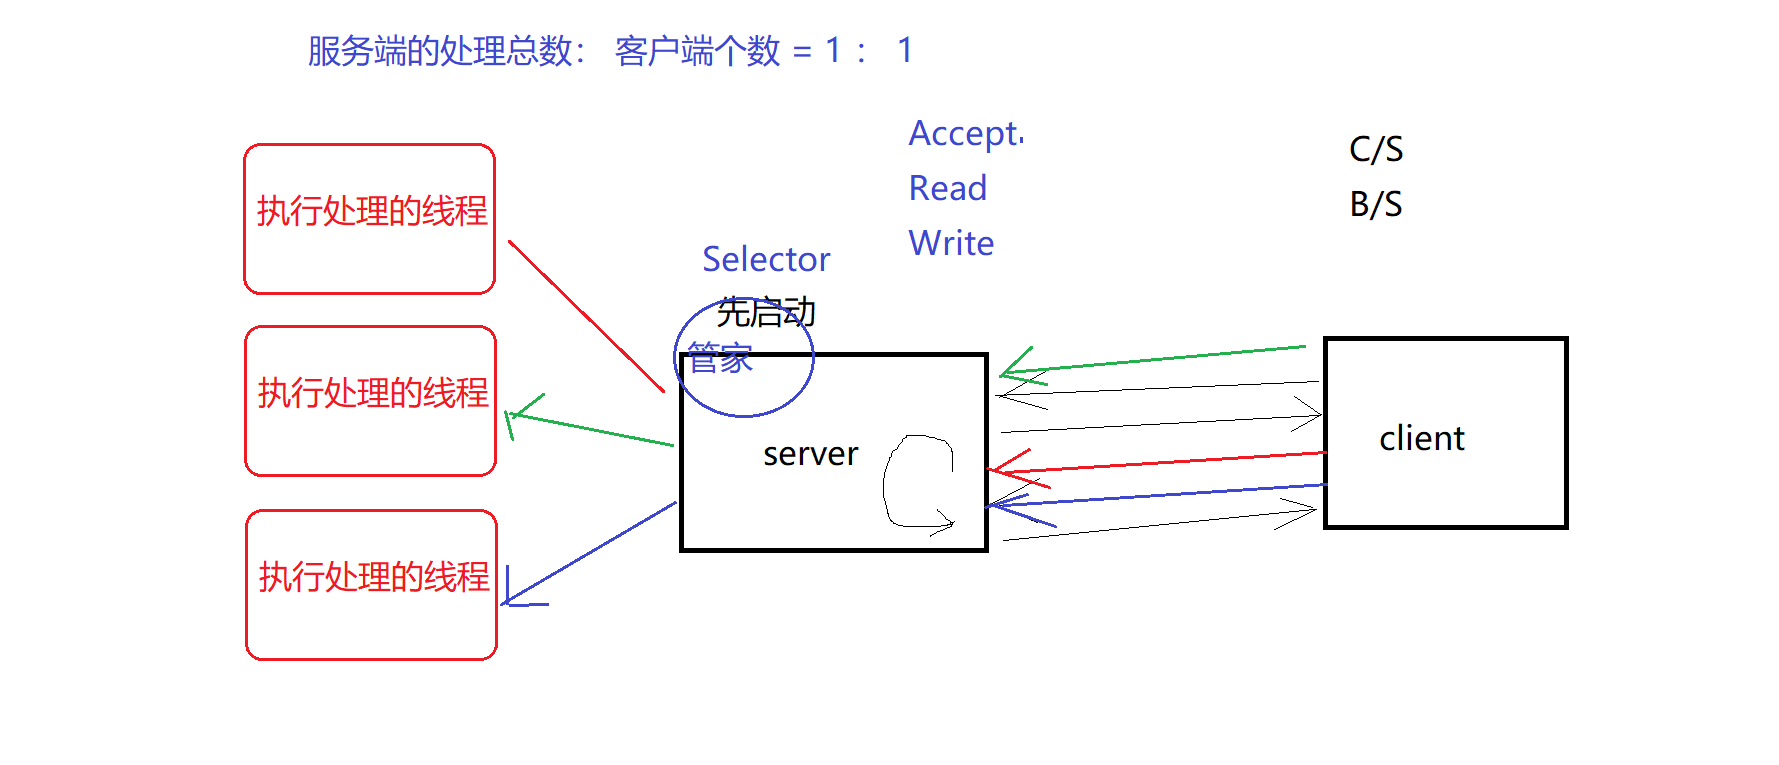 服务端的处理总数： 客户端个数 = 1 ： 1
Accept.
Read
Write
C/S
B/S
执行处理的线程
Selector
先启动
管家
执行处理的线程
server
client
执行处理的线程